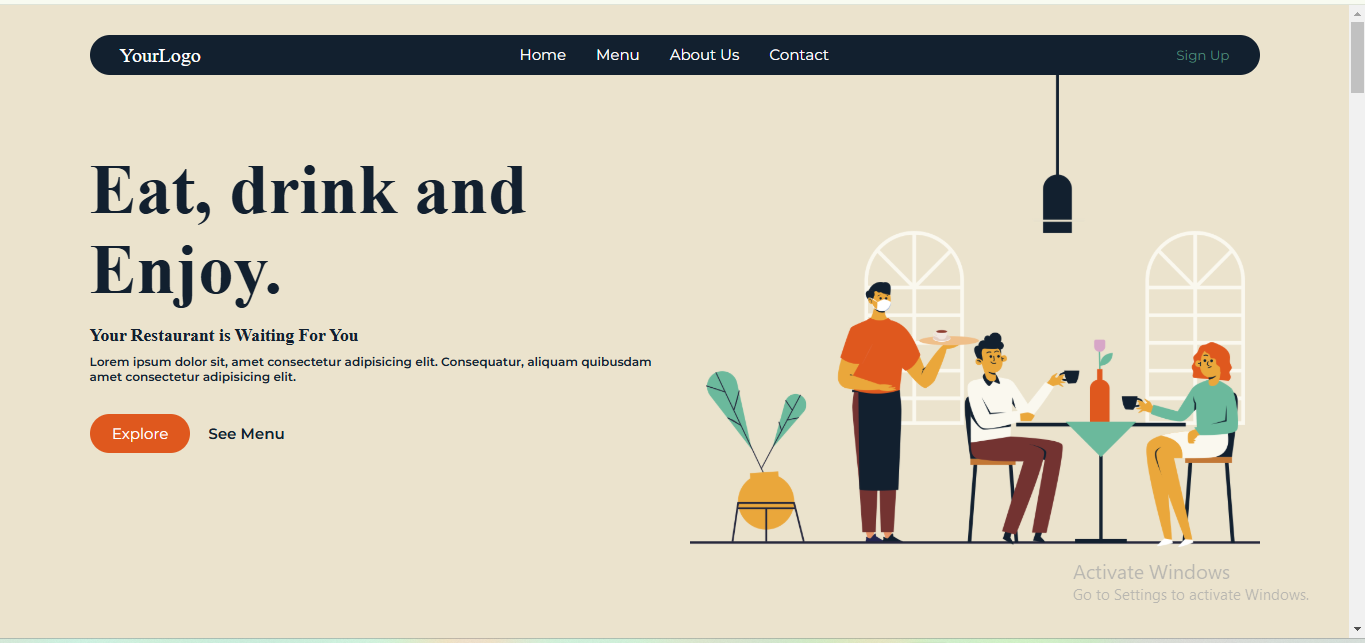 YourLogo Home Menu About Us Contact Sign Up
Eat, drink and
Enjoy.
Your Restaurant is Waiting For You
Lorem ipsum dolor sit, amet consectetur adipisicing elit. Consequatur, aliquam quibusdam
amet consectetur adipisicing elit.
Explore See Menu
Activate Windows
Go to Settings to activate Windows.